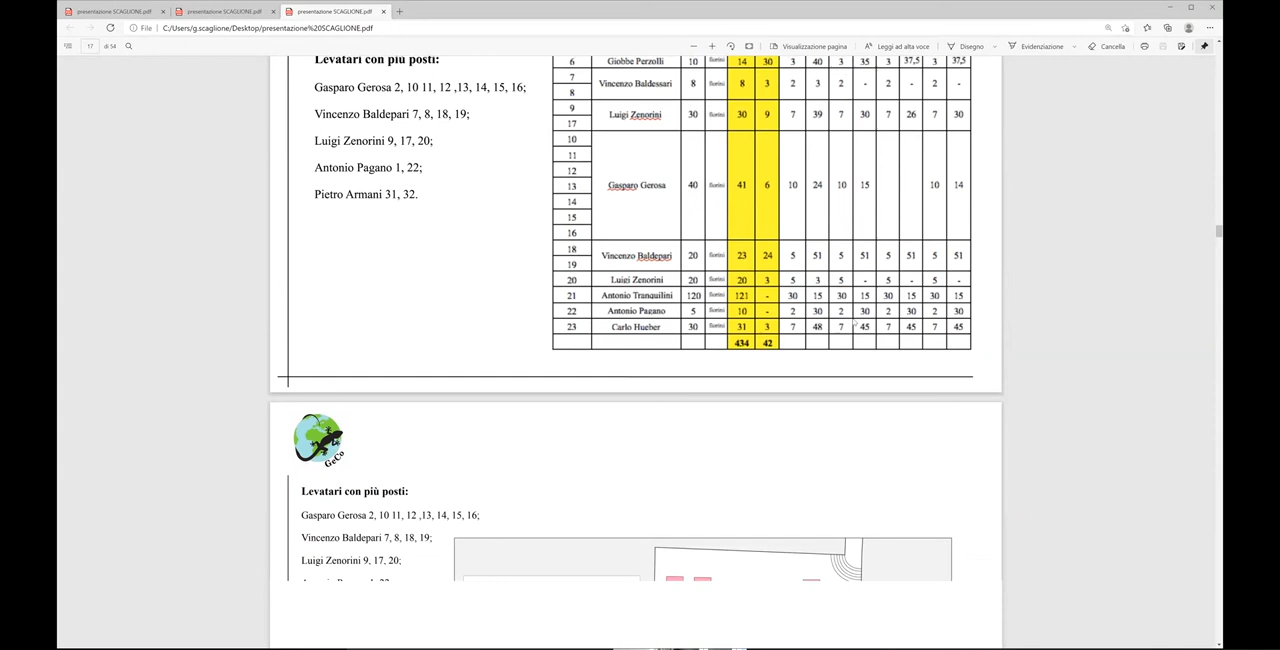 presentazione SCAGLIONE.pdf
presentazione SCAGLIONE.pdf
presentazione SCAGLIONE.pdf
File
C:/Users/g.scaglione/Desktop/presentazione%20SCAGLIONE.pdf
17 di 54
Visualizzazione pagina
Leggi ad alta voce
Disegno
Evidenziazione
Cancella
Levatari con più posti:
Gasparo Gerosa 2, 10 11, 12 ,13, 14, 15, 16;
Vincenzo Baldepari 7, 8, 18, 19;
Luigi Zenorini 9, 17, 20;
Antonio Pagano 1, 22;
Pietro Armani 31, 32.
6 Giobbe Perzolli 10 fiorini 14 30 3 40 3 35 3 37,5 3 37,5
7
8
Vincenzo Baldessari 8 fiorini 8 3 2 3 2 - 2 - 2 -
9
17
Luigi Zenorini 30 fiorini 30 9 7 39 7 30 7 26 7 30
10
11
12
13
14
15
16
Gasparo Gerosa 40 fiorini 41 6 10 24 10 15 10 14
18
19
Vincenzo Baldepari 20 fiorini 23 24 5 51 5 51 5 51 5 51
20 Luigi Zenorini 20 fiorini 20 3 5 3 5 - 5 - 5 -
21 Antonio Tranquilini 120 fiorini 121 - 30 15 30 15 30 15 30 15
22 Antonio Pagano 5 fiorini 10 - 2 30 2 30 2 30 2 30
23 Carlo Hueber 30 fiorini 31 3 7 48 7 45 7 45 7 45
434 42
GeCo
Levatari con più posti:
Gasparo Gerosa 2, 10 11, 12 ,13, 14, 15, 16;
Vincenzo Baldepari 7, 8, 18, 19;
Luigi Zenorini 9, 17, 20;